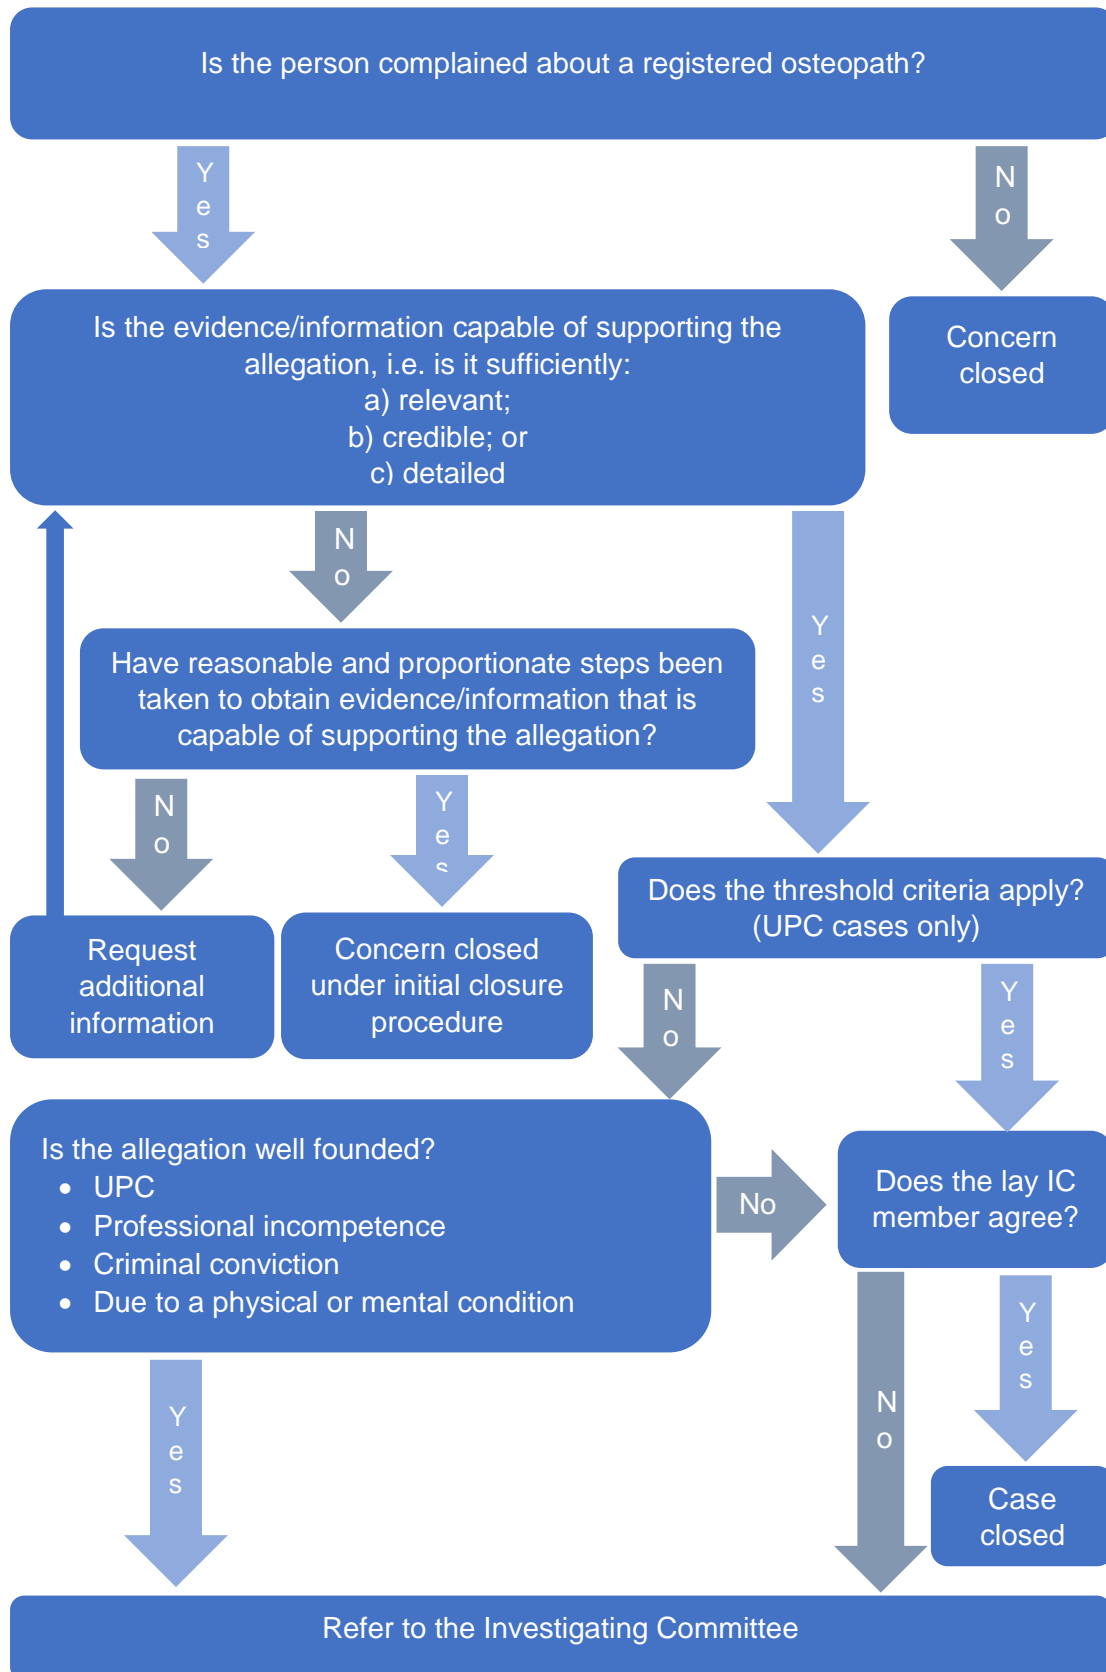 Is the person complained about a registered osteopath?
Yes
No
Is the evidence/information capable of supporting the
allegation, i.e. is it sufficiently:
a) relevant;
b) credible; or
c) detailed
Concern
closed
No
Yes
Have reasonable and proportionate steps been
taken to obtain evidence/information that is
capable of supporting the allegation?
No
Yes
Does the threshold criteria apply?
(UPC cases only)
Request
additional
information
Concern closed
under initial closure
procedure
No
Yes
Is the allegation well founded?
• UPC
• Professional incompetence
• Criminal conviction
• Due to a physical or mental condition
No
Does the lay IC
member agree?
Yes
No
Yes
Case
closed
Refer to the Investigating Committee